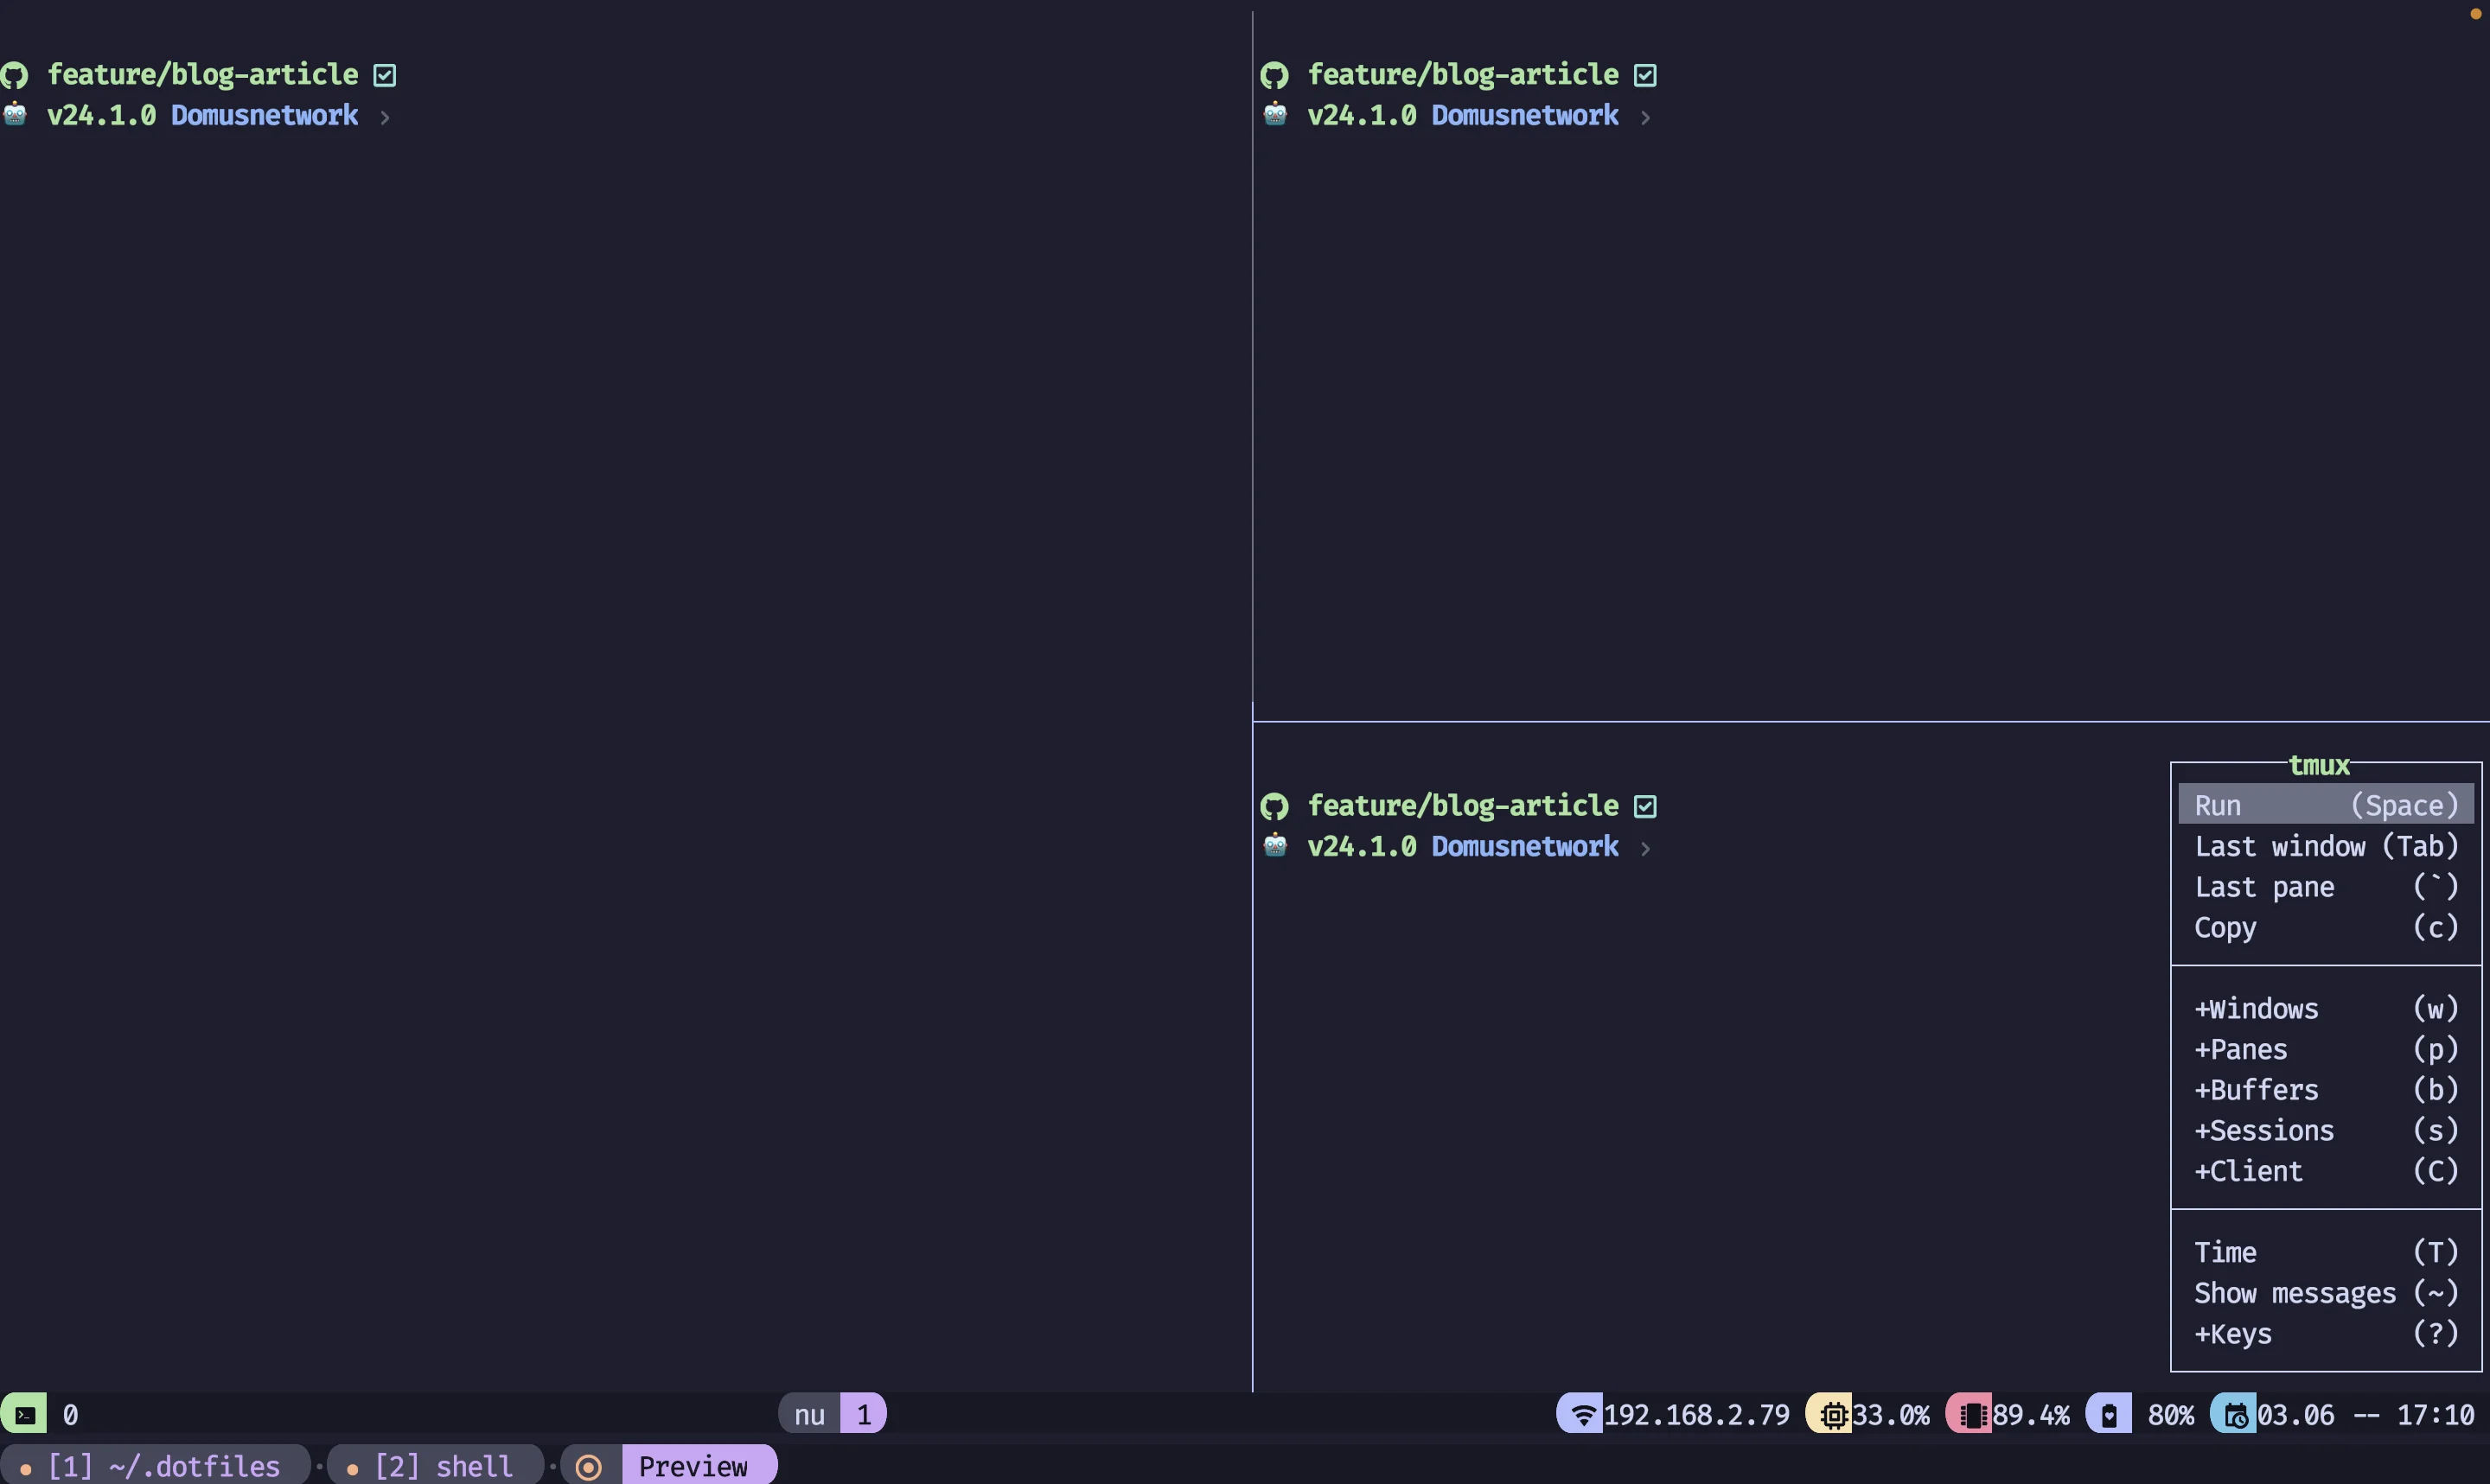 feature/blog-article
v24.1.0 Domusnetwork ›
feature/blog-article
v24.1.0 Domusnetwork ›
feature/blog-article
v24.1.0 Domusnetwork ›
tmux
Run (Space)
Last window (Tab)
Last pane (`)
Copy (c)
+Windows (w)
+Panes (p)
+Buffers (b)
+Sessions (s)
+Client (C)
Time (T)
Show messages (~)
+Keys (?)
0 nu 1 192.168.2.79 33.0% 89.4% 80% 03.06 -- 17:10
[1] ~/.dotfiles [2] shell Preview